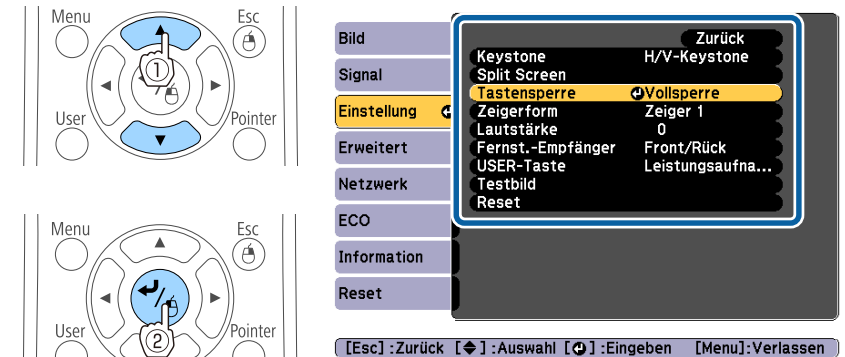 Menu
Esc
①
User
Pointer
Menu
Esc
User
②
Pointer
Bild
Signal
Einstellung
Erweitert
Netzwerk
ECO
Information
Reset
Zurück
Keystone H/V-Keystone
Split Screen
Tastensperre Vollsperre
Zeigerform Zeiger 1
Lautstärke 0
Fernst.-Empfänger Front/Rück
USER-Taste Leistungsaufna...
Testbild
Reset
[Esc] :Zurück [◆] :Auswahl [⏎] :Eingeben [Menu]:Verlassen